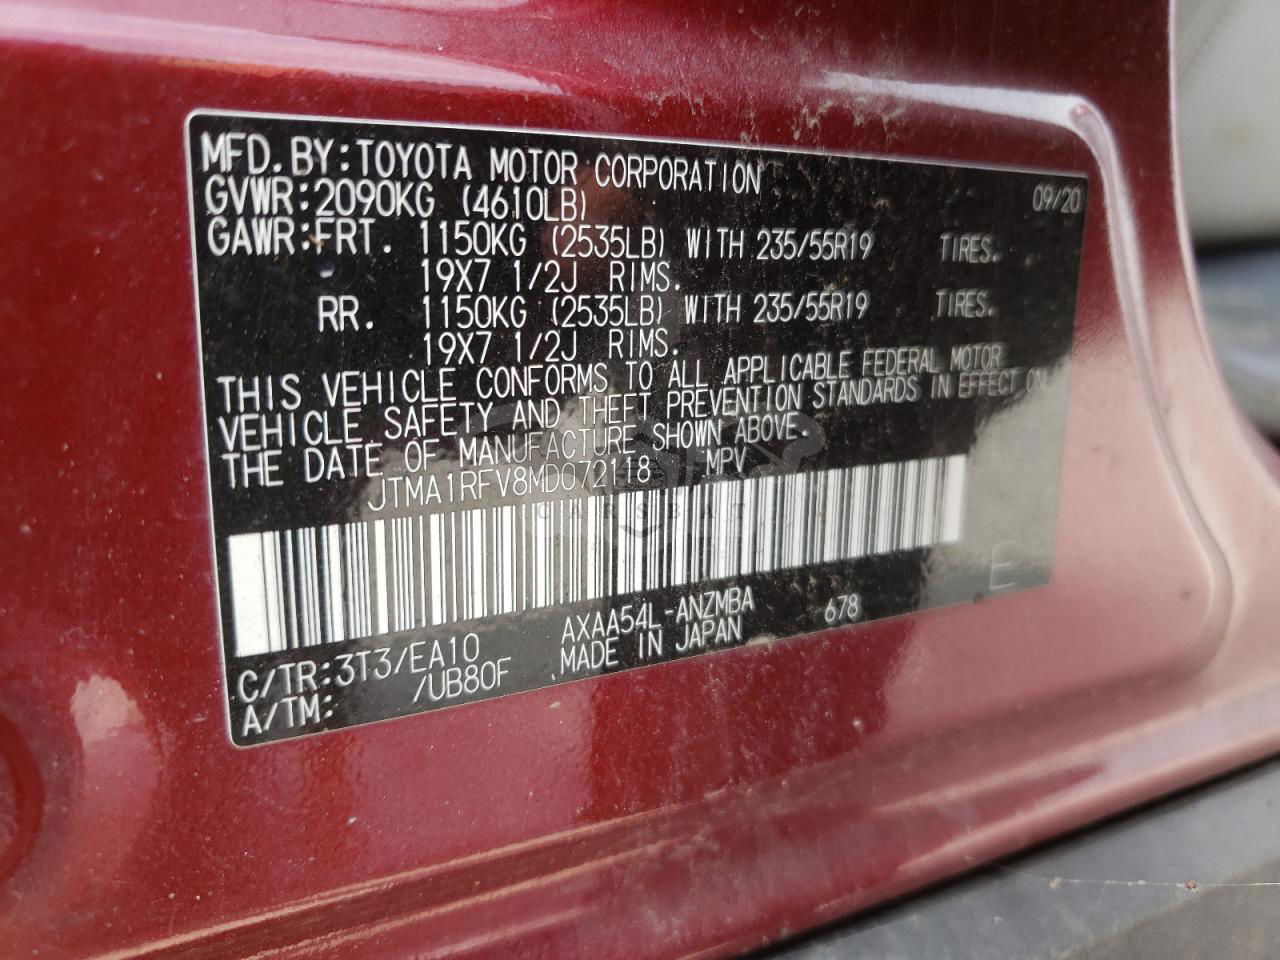 MFD.BY:TOYOTA MOTOR CORPORATION 09/20
GVWR:2090KG (4610LB)
GAWR:FRT. 1150KG (2535LB) WITH 235/55R19 TIRES.
19X7 1/2J RIMS.
RR. 1150KG (2535LB) WITH 235/55R19 TIRES.
19X7 1/2J RIMS.
THIS VEHICLE CONFORMS TO ALL APPLICABLE FEDERAL MOTOR
VEHICLE SAFETY AND THEFT PREVENTION STANDARDS IN EFFECT ON
THE DATE OF MANUFACTURE SHOWN ABOVE.
JTMA1RFV8MD072118 MPV
E
C/TR:3T3/EA10 AXAA54L-ANZMBA 678
A/TM: /UB80F MADE IN JAPAN